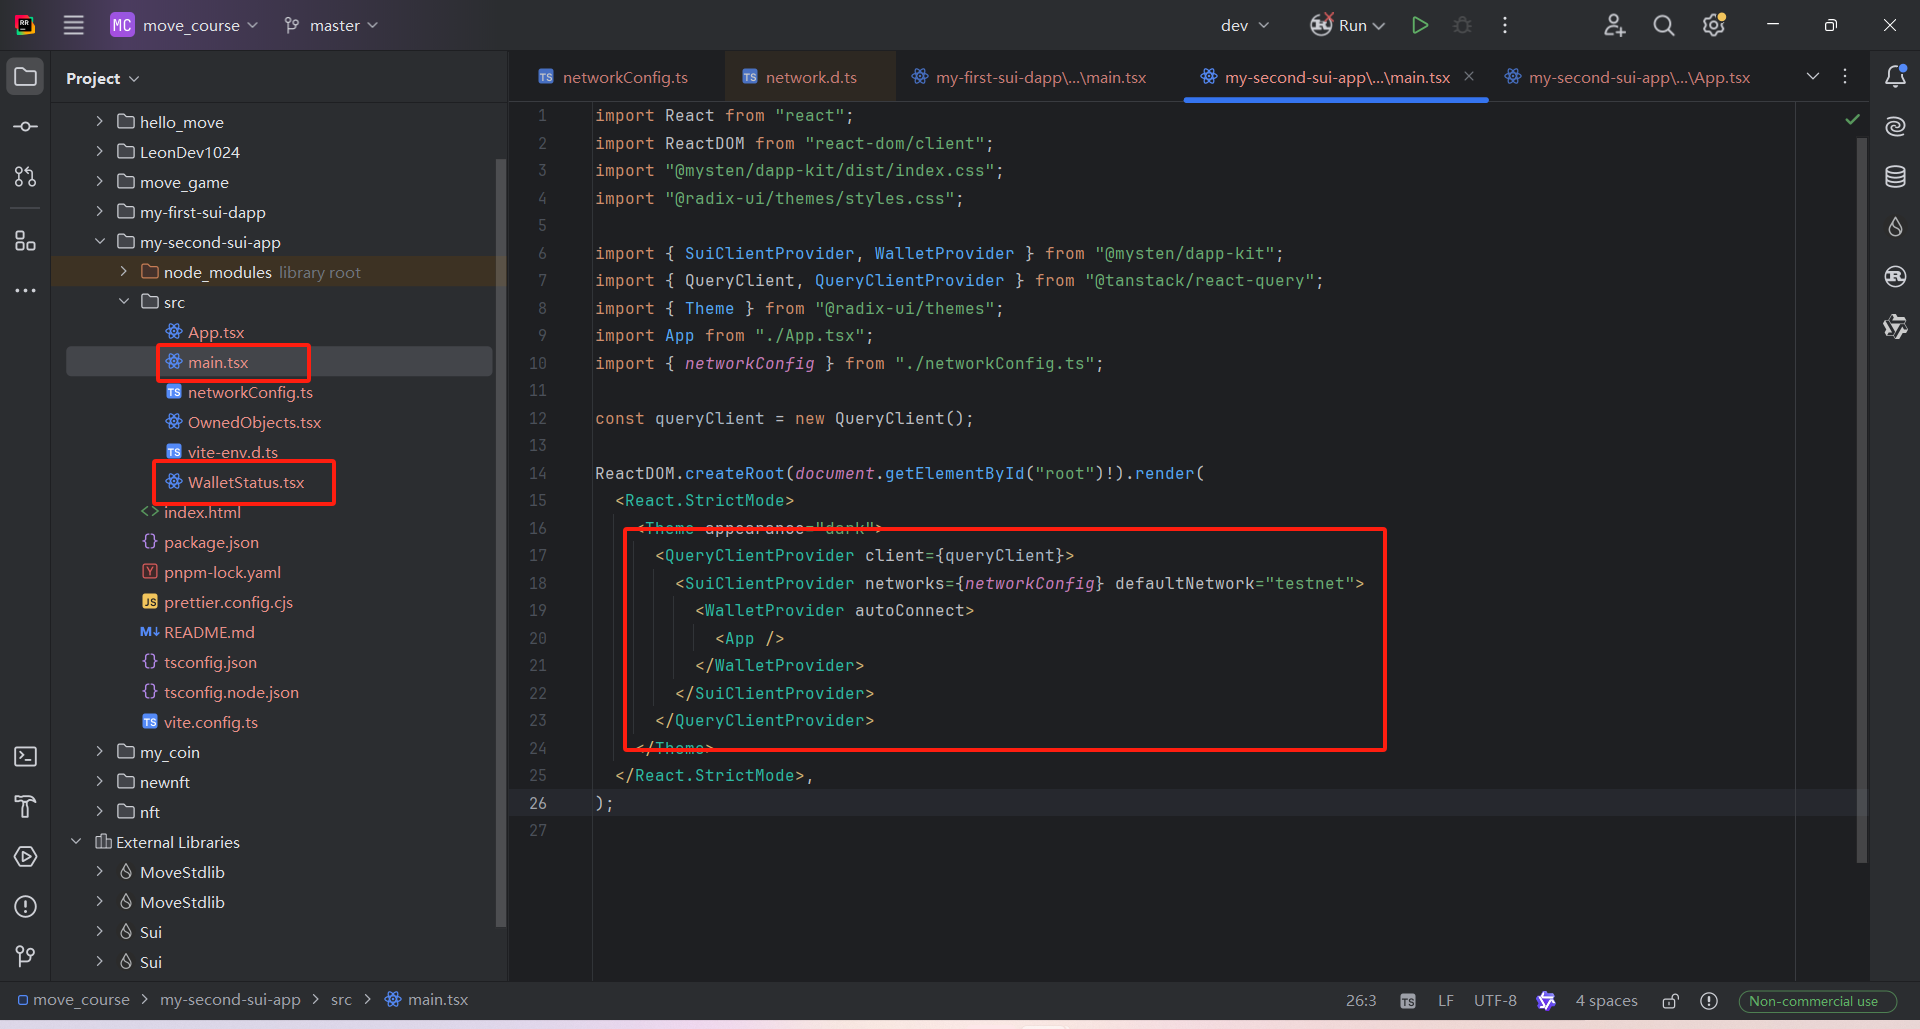 MC move_course master dev Run
Project
networkConfig.ts network.d.ts my-first-sui-dapp\...\main.tsx my-second-sui-app\...\main.tsx my-second-sui-app\...\App.tsx
hello_move
LeonDev1024
move_game
my-first-sui-dapp
my-second-sui-app
node_modules library root
src
App.tsx
main.tsx
networkConfig.ts
OwnedObjects.tsx
vite-env.d.ts
WalletStatus.tsx
index.html
package.json
pnpm-lock.yaml
prettier.config.cjs
README.md
tsconfig.json
tsconfig.node.json
vite.config.ts
my_coin
newnft
nft
External Libraries
MoveStdlib
MoveStdlib
Sui
Sui
1 import React from "react";
2 import ReactDOM from "react-dom/client";
3 import "@mysten/dapp-kit/dist/index.css";
4 import "@radix-ui/themes/styles.css";
5
6 import { SuiClientProvider, WalletProvider } from "@mysten/dapp-kit";
7 import { QueryClient, QueryClientProvider } from "@tanstack/react-query";
8 import { Theme } from "@radix-ui/themes";
9 import App from "./App.tsx";
10 import { networkConfig } from "./networkConfig.ts";
11
12 const queryClient = new QueryClient();
13
14 ReactDOM.createRoot(document.getElementById("root")!).render(
15 <React.StrictMode>
16 <Theme appearance="dark">
17 <QueryClientProvider client={queryClient}>
18 <SuiClientProvider networks={networkConfig} defaultNetwork="testnet">
19 <WalletProvider autoConnect>
20 <App />
21 </WalletProvider>
22 </SuiClientProvider>
23 </QueryClientProvider>
24 </Theme>
25 </React.StrictMode>,
26 );
27
move_course > my-second-sui-app > src > main.tsx 26:3 LF UTF-8 4 spaces Non-commercial use